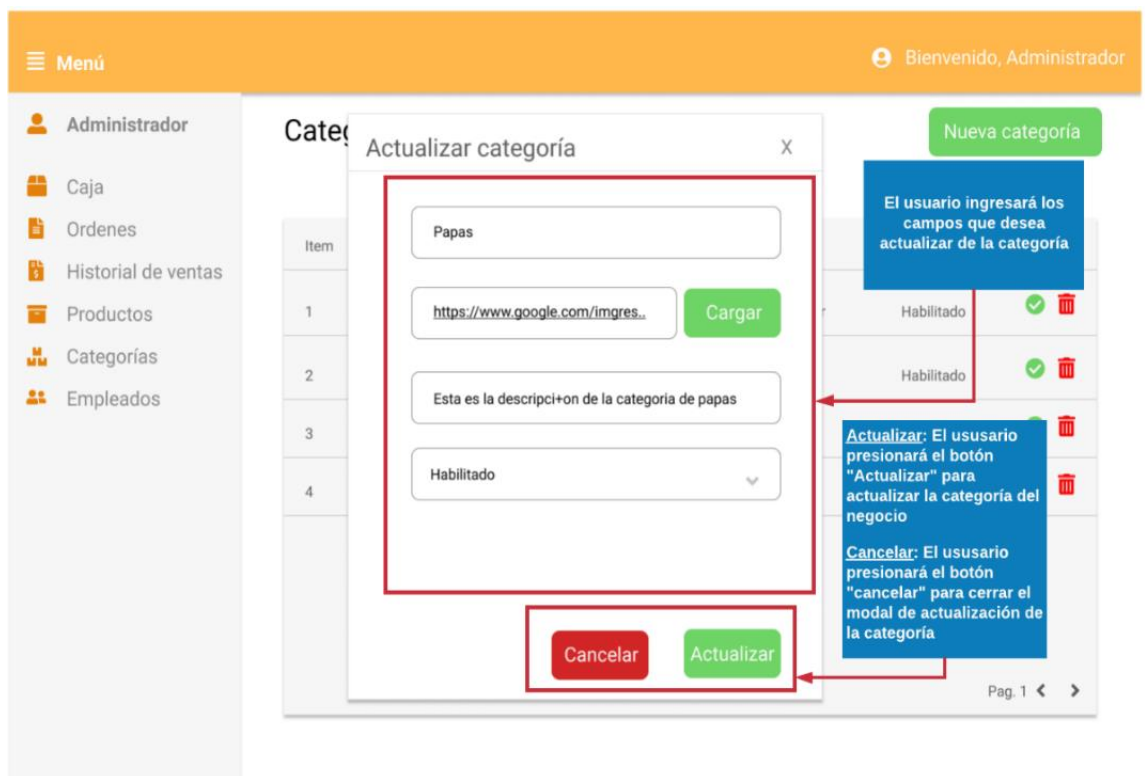 Menú
Bienvenido, Administrador
Administrador
Caja
Ordenes
Historial de ventas
Productos
Categorías
Empleados
Nueva categoría
Actualizar categoría
X
Papas
https://www.google.com/imgres..
Cargar
Esta es la descripci+on de la categoria de papas
Habilitado
Cancelar
Actualizar
Item
1
Habilitado
2
Habilitado
3
4
Pag. 1
El usuario ingresará los
campos que desea
actualizar de la categoría
Actualizar: El ususario
presionará el botón
"Actualizar" para
actualizar la categoría del
negocio
Cancelar: El ususario
presionará el botón
"cancelar" para cerrar el
modal de actualización de
la categoría